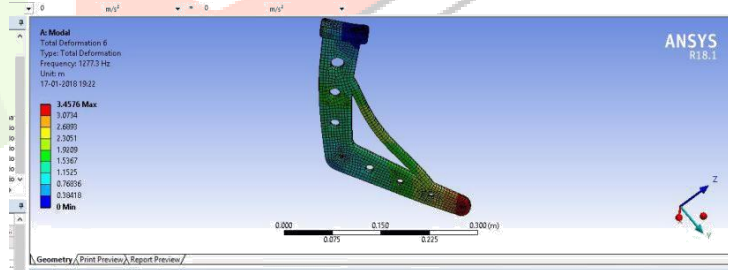 0 m/s² = 0 m/s²
A: Modal
Total Deformation 6
Type: Total Deformation
Frequency: 1277.3 Hz
Unit: m
17-01-2018 19:22
ANSYS
R18.1
3.4576 Max
3.0734
2.6893
2.3051
1.9209
1.5367
1.1525
0.76836
0.38418
0 Min
Z
Y
0.000 0.150 0.300 (m)
0.075 0.225
Geometry Print Preview Report Preview